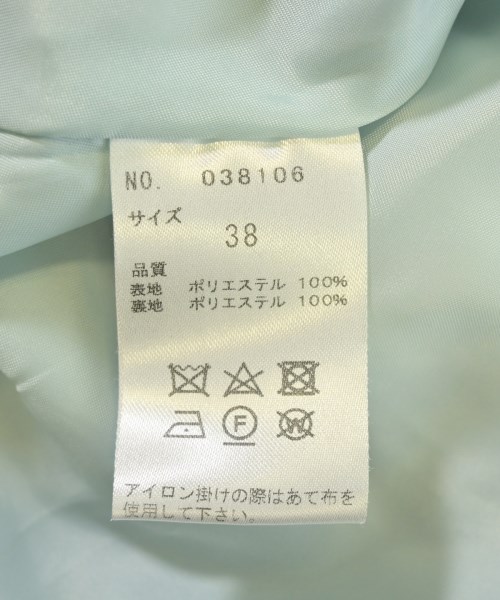 NO. 038106
サイズ
38
品質
表地 ポリエステル 100%
裏地 ポリエステル 100%
F W
アイロン掛けの際はあて布を
使用して下さい。